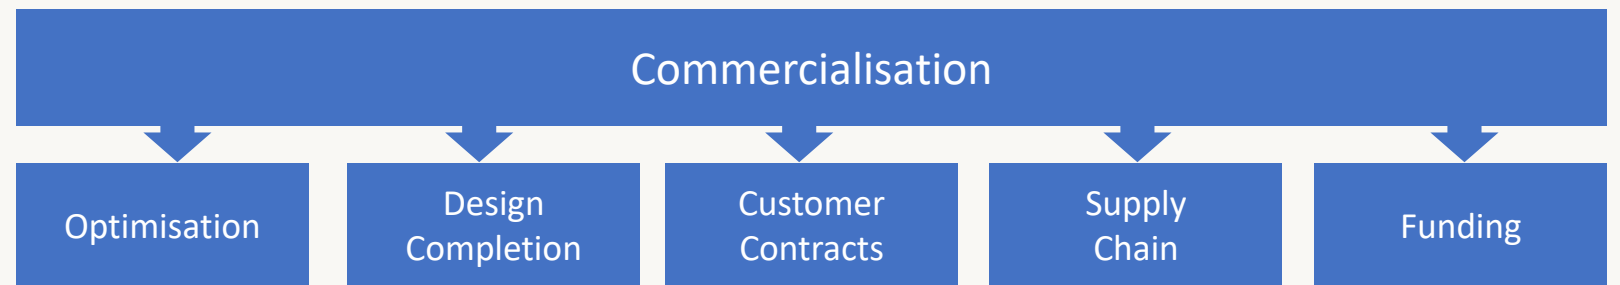 Commercialisation
Optimisation
Design
Completion
Customer
Contracts
Supply
Chain
Funding